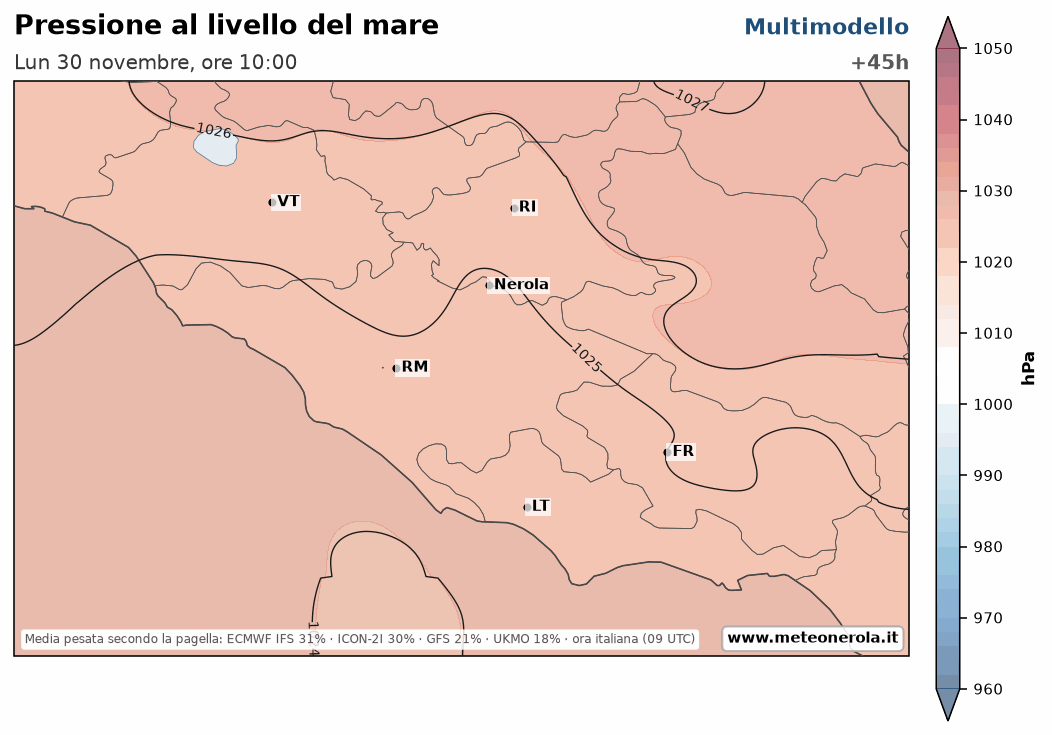 Pressione al livello del mare
Multimodello
Lun 30 novembre, ore 10:00
+45h
1050
1040
1030
1020
1010
1000
990
980
970
960
hPa
1027
1026
VT
RI
Nerola
1025
RM
FR
LT
Media pesata secondo la pagella: ECMWF IFS 31% · ICON-2I 30% · GFS 21% · UKMO 18% · ora italiana (09 UTC)
www.meteonerola.it